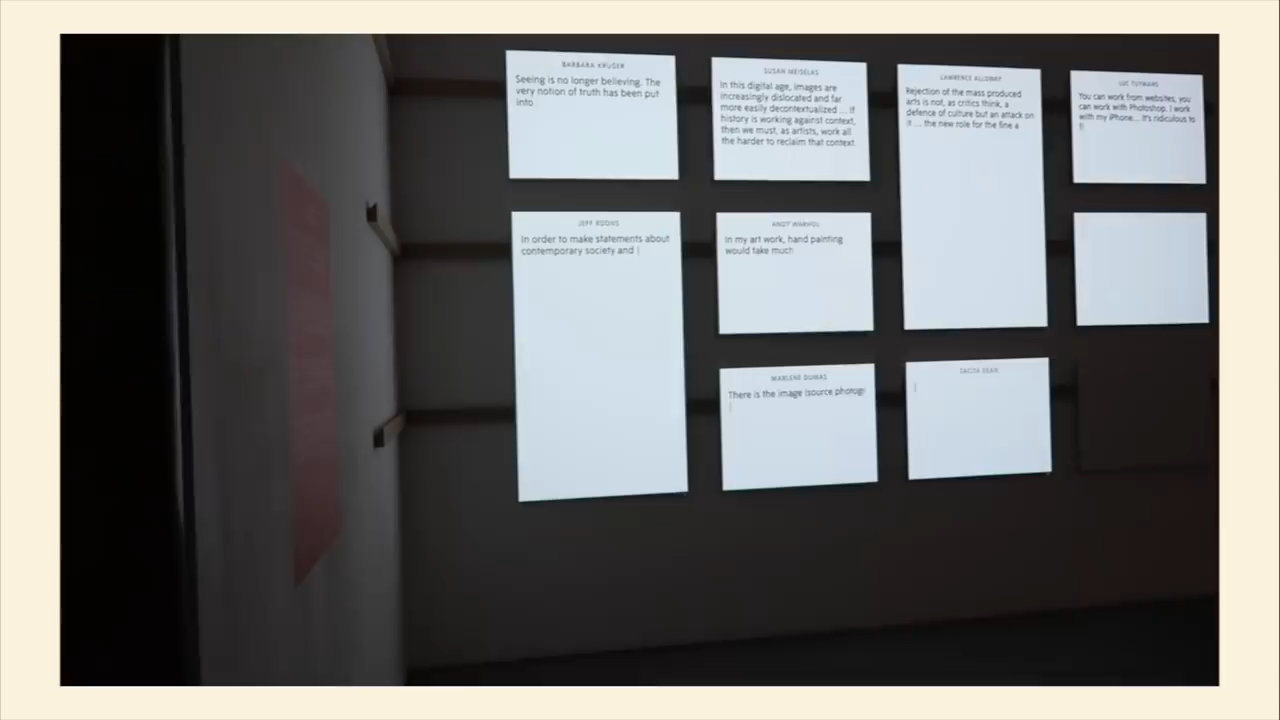 BARBARA KRUGER
Seeing is no longer believing. The
very notion of truth has been put
into
SUSAN MEISELAS
In this digital age, images are
increasingly dislocated and far
more easily decontextualized ... If
history is working against context,
then we must, as artists, work all
the harder to reclaim that context
LAWRENCE ALLOWAY
Rejection of the mass produced
arts is not, as critics think, a
defence of culture but an attack on
it ... the new role for the fine a
LUC TUYMANS
You can work from websites, you
can work with Photoshop. I work
with my iPhone... It's ridiculous to
JEFF KOONS
In order to make statements about
contemporary society and
ANDY WARHOL
In my art work, hand painting
would take much
MARLENE DUMAS
There is the image (source photogr
TACITA DEAN